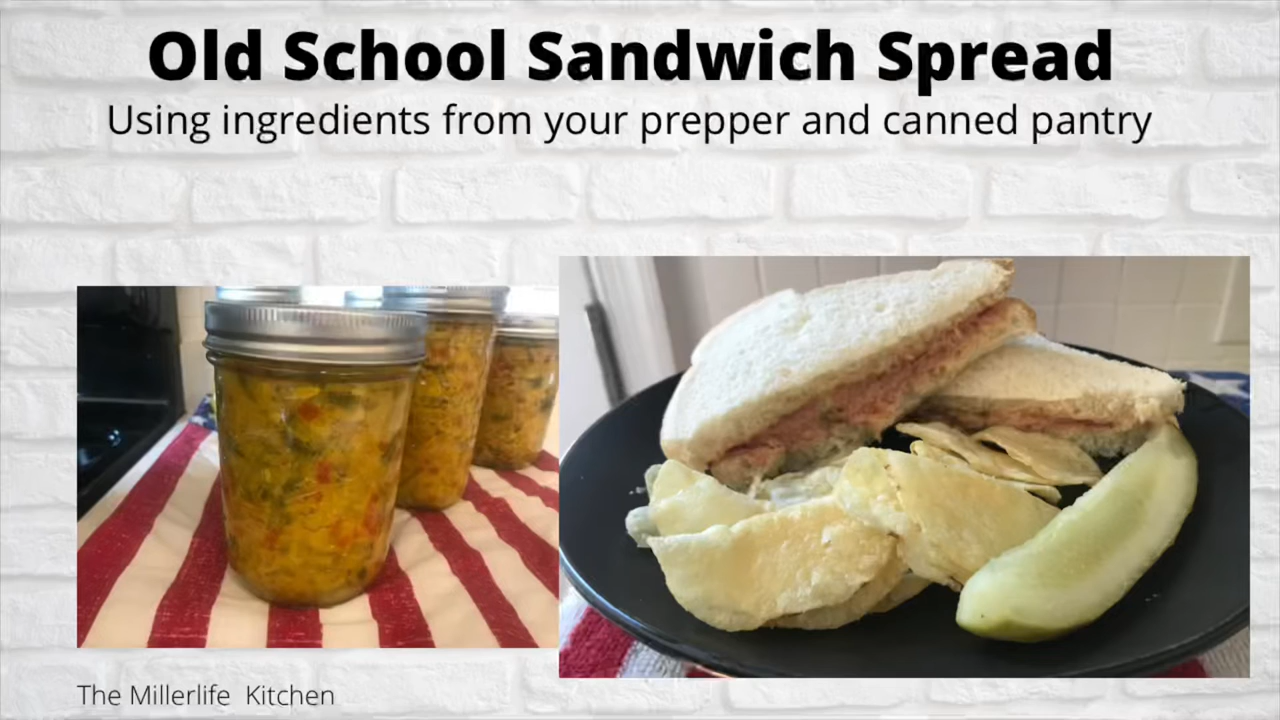 Old School Sandwich Spread
Using ingredients from your prepper and canned pantry
The Millerlife Kitchen